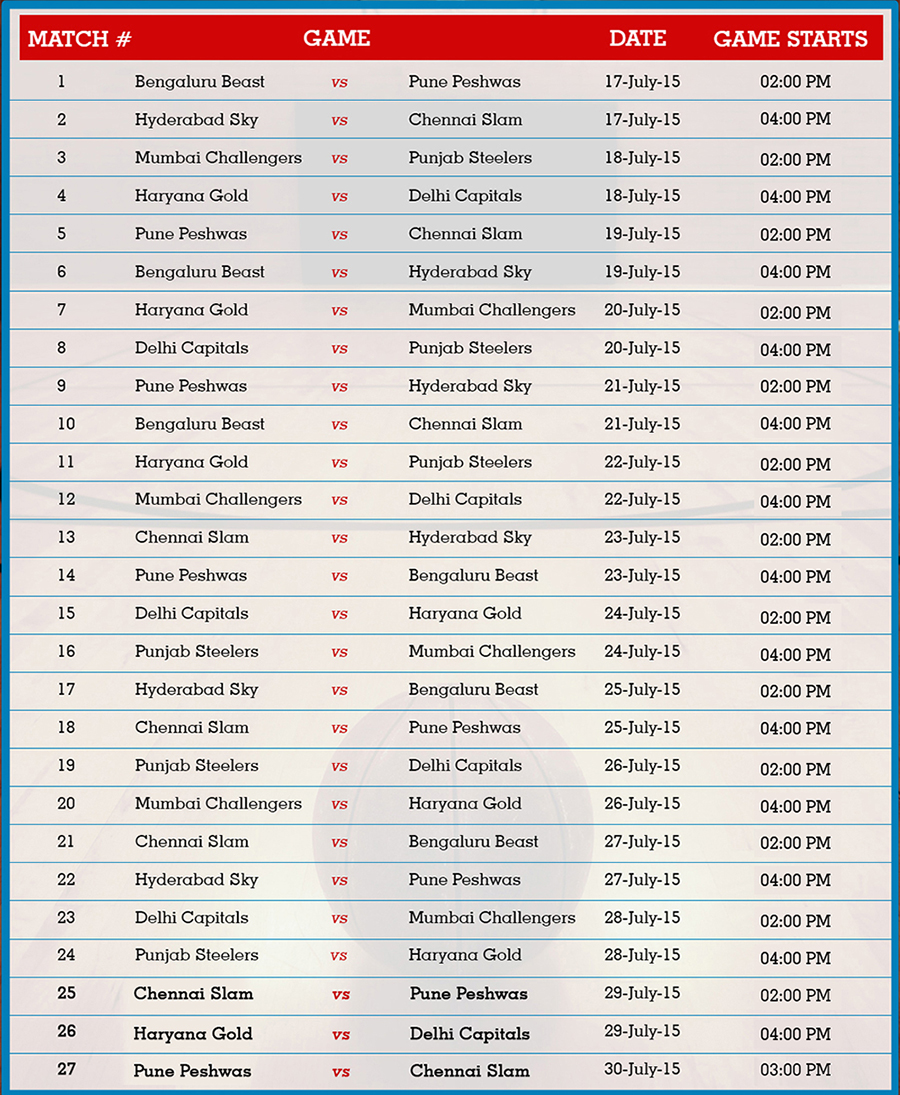 MATCH # GAME DATE GAME STARTS
1 Bengaluru Beast vs Pune Peshwas 17-July-15 02:00 PM
2 Hyderabad Sky vs Chennai Slam 17-July-15 04:00 PM
3 Mumbai Challengers vs Punjab Steelers 18-July-15 02:00 PM
4 Haryana Gold vs Delhi Capitals 18-July-15 04:00 PM
5 Pune Peshwas vs Chennai Slam 19-July-15 02:00 PM
6 Bengaluru Beast vs Hyderabad Sky 19-July-15 04:00 PM
7 Haryana Gold vs Mumbai Challengers 20-July-15 02:00 PM
8 Delhi Capitals vs Punjab Steelers 20-July-15 04:00 PM
9 Pune Peshwas vs Hyderabad Sky 21-July-15 02:00 PM
10 Bengaluru Beast vs Chennai Slam 21-July-15 04:00 PM
11 Haryana Gold vs Punjab Steelers 22-July-15 02:00 PM
12 Mumbai Challengers vs Delhi Capitals 22-July-15 04:00 PM
13 Chennai Slam vs Hyderabad Sky 23-July-15 02:00 PM
14 Pune Peshwas vs Bengaluru Beast 23-July-15 04:00 PM
15 Delhi Capitals vs Haryana Gold 24-July-15 02:00 PM
16 Punjab Steelers vs Mumbai Challengers 24-July-15 04:00 PM
17 Hyderabad Sky vs Bengaluru Beast 25-July-15 02:00 PM
18 Chennai Slam vs Pune Peshwas 25-July-15 04:00 PM
19 Punjab Steelers vs Delhi Capitals 26-July-15 02:00 PM
20 Mumbai Challengers vs Haryana Gold 26-July-15 04:00 PM
21 Chennai Slam vs Bengaluru Beast 27-July-15 02:00 PM
22 Hyderabad Sky vs Pune Peshwas 27-July-15 04:00 PM
23 Delhi Capitals vs Mumbai Challengers 28-July-15 02:00 PM
24 Punjab Steelers vs Haryana Gold 28-July-15 04:00 PM
25 Chennai Slam vs Pune Peshwas 29-July-15 02:00 PM
26 Haryana Gold vs Delhi Capitals 29-July-15 04:00 PM
27 Pune Peshwas vs Chennai Slam 30-July-15 03:00 PM